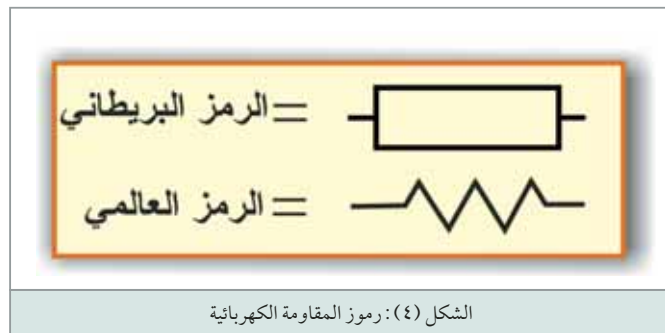 = الرمز البريطاني
= الرمز العالمي
الشكل (٤): رموز المقاومة الكهربائية